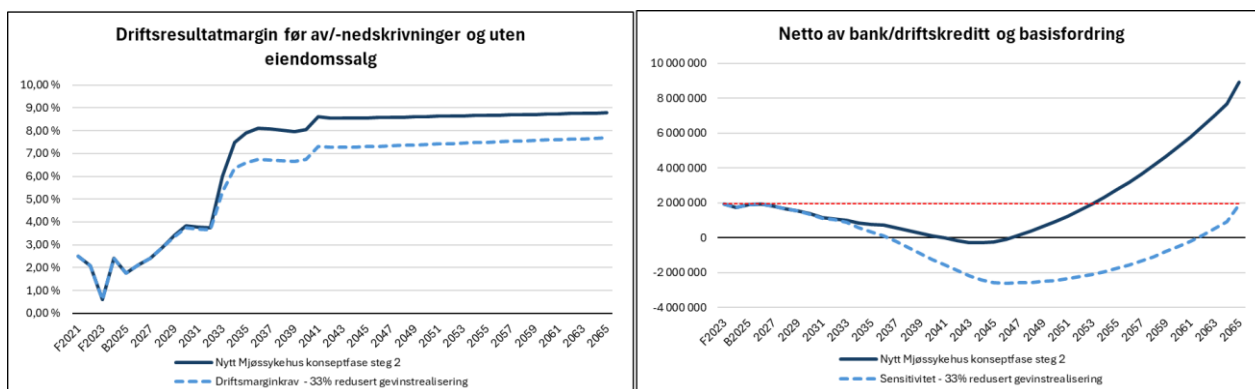 Driftsresultatmargin før av/-nedskrivninger og uten
eiendomssalg
10,00 %
9,00 %
8,00 %
7,00 %
6,00 %
5,00 %
4,00 %
3,00 %
2,00 %
1,00 %
0,00 %
F2021
F2023
B2025
2027
2029
2031
2033
2035
2037
2039
2041
2043
2045
2047
2049
2051
2053
2055
2057
2059
2061
2063
2065
Nytt Mjøssykehus konseptfase steg 2
Driftsmarginkrav - 33% redusert gevinstrealisering
Netto av bank/driftskreditt og basisfordring
10 000 000
8 000 000
6 000 000
4 000 000
2 000 000
0
-2 000 000
-4 000 000
F2023
B2025
2027
2029
2031
2033
2035
2037
2039
2041
2043
2045
2047
2049
2051
2053
2055
2057
2059
2061
2063
2065
Nytt Mjøssykehus konseptfase steg 2
Sensitivitet - 33% redusert gevinstrealisering